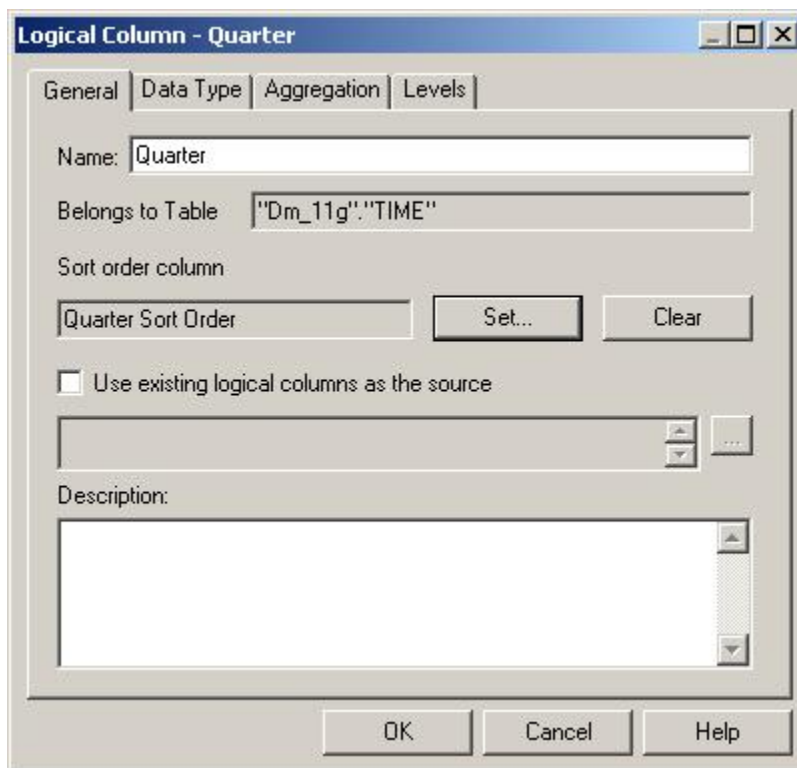 Logical Column - Quarter
General Data Type Aggregation Levels
Name: Quarter
Belongs to Table "Dm_11g"."TIME"
Sort order column
Quarter Sort Order Set... Clear
Use existing logical columns as the source
...
Description:
OK Cancel Help